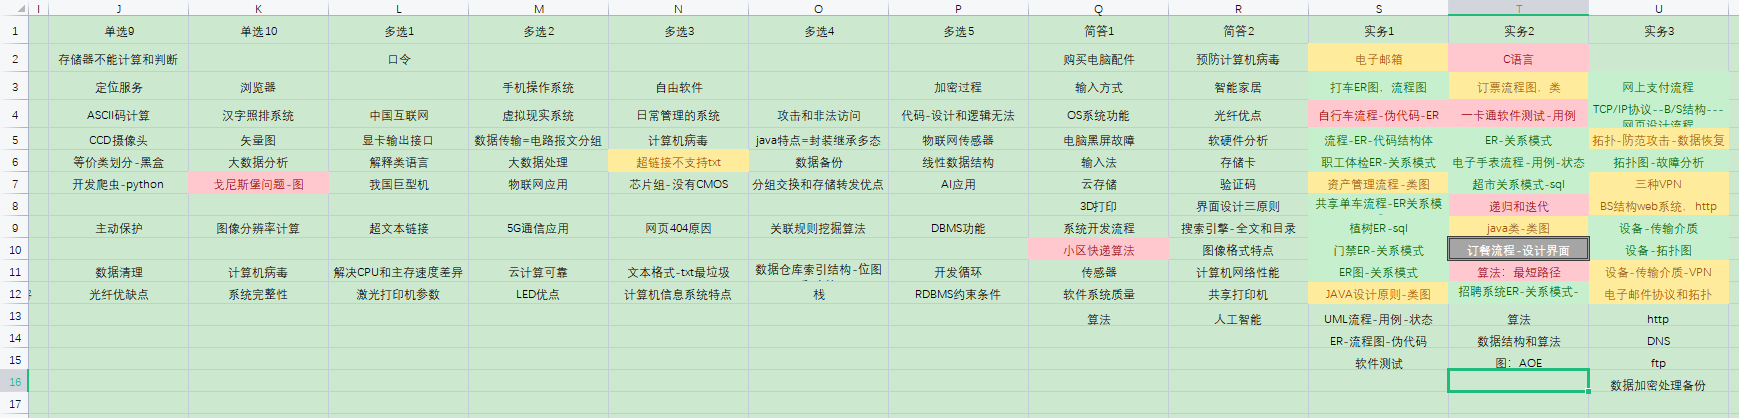 I J K L M N O P Q R S T U
1 单选9 单选10 多选1 多选2 多选3 多选4 多选5 简答1 简答2 实务1 实务2 实务3
2 存储器不能计算和判断 口令 购买电脑配件 预防计算机病毒 电子邮箱 C语言
3 定位服务 浏览器 手机操作系统 自由软件 加密过程 输入方式 智能家居 打车ER图、流程图 订票流程图、类 网上支付流程
4 ASCII码计算 汉字照排系统 中国互联网 虚拟现实系统 日常管理的系统 攻击和非法访问 代码-设计和逻辑无法 OS系统功能 光纤优点 自行车流程-伪代码-ER 一卡通软件测试-用例 TCP/IP协议--B/S结构---
网页设计流程
5 CCD摄像头 矢量图 显卡输出接口 数据传输=电路报文分组 计算机病毒 java特点=封装继承多态 物联网传感器 电脑黑屏故障 软硬件分析 流程-ER-代码结构体 ER-关系模式 拓扑-防范攻击-数据恢复
6 等价类划分-黑盒 大数据分析 解释类语言 大数据处理 超链接不支持txt 数据备份 线性数据结构 输入法 存储卡 职工体检ER-关系模式 电子手表流程-用例-状态 拓扑图-故障分析
7 开发爬虫-python 戈尼斯堡问题-图 我国巨型机 物联网应用 芯片组-没有CMOS 分组交换和存储转发优点 AI应用 云存储 验证码 资产管理流程-类图 超市关系模式-sql 三种VPN
8 3D打印 界面设计三原则 共享单车流程-ER关系模 递归和迭代 BS结构web系统、http
9 主动保护 图像分辨率计算 超文本链接 5G通信应用 网页404原因 关联规则挖掘算法 DBMS功能 系统开发流程 搜索引擎-全文和目录 植树ER-sql java类-类图 设备-传输介质
10 小区快递算法 图像格式特点 门禁ER-关系模式 订餐流程-设计界面 设备-拓扑图
11 数据清理 计算机病毒 解决CPU和主存速度差异 云计算可靠 文本格式-txt最垃圾 数据仓库索引结构-位图 开发循环 传感器 计算机网络性能 ER图-关系模式 算法：最短路径 设备-传输介质-VPN
12 光纤优缺点 系统完整性 激光打印机参数 LED优点 计算机信息系统特点 栈 RDBMS约束条件 软件系统质量 共享打印机 JAVA设计原则-类图 招聘系统ER-关系模式- 电子邮件协议和拓扑
13 算法 人工智能 UML流程-用例-状态 算法 http
14 ER-流程图-伪代码 数据结构和算法 DNS
15 软件测试 图：AOE ftp
16 数据加密处理备份
17